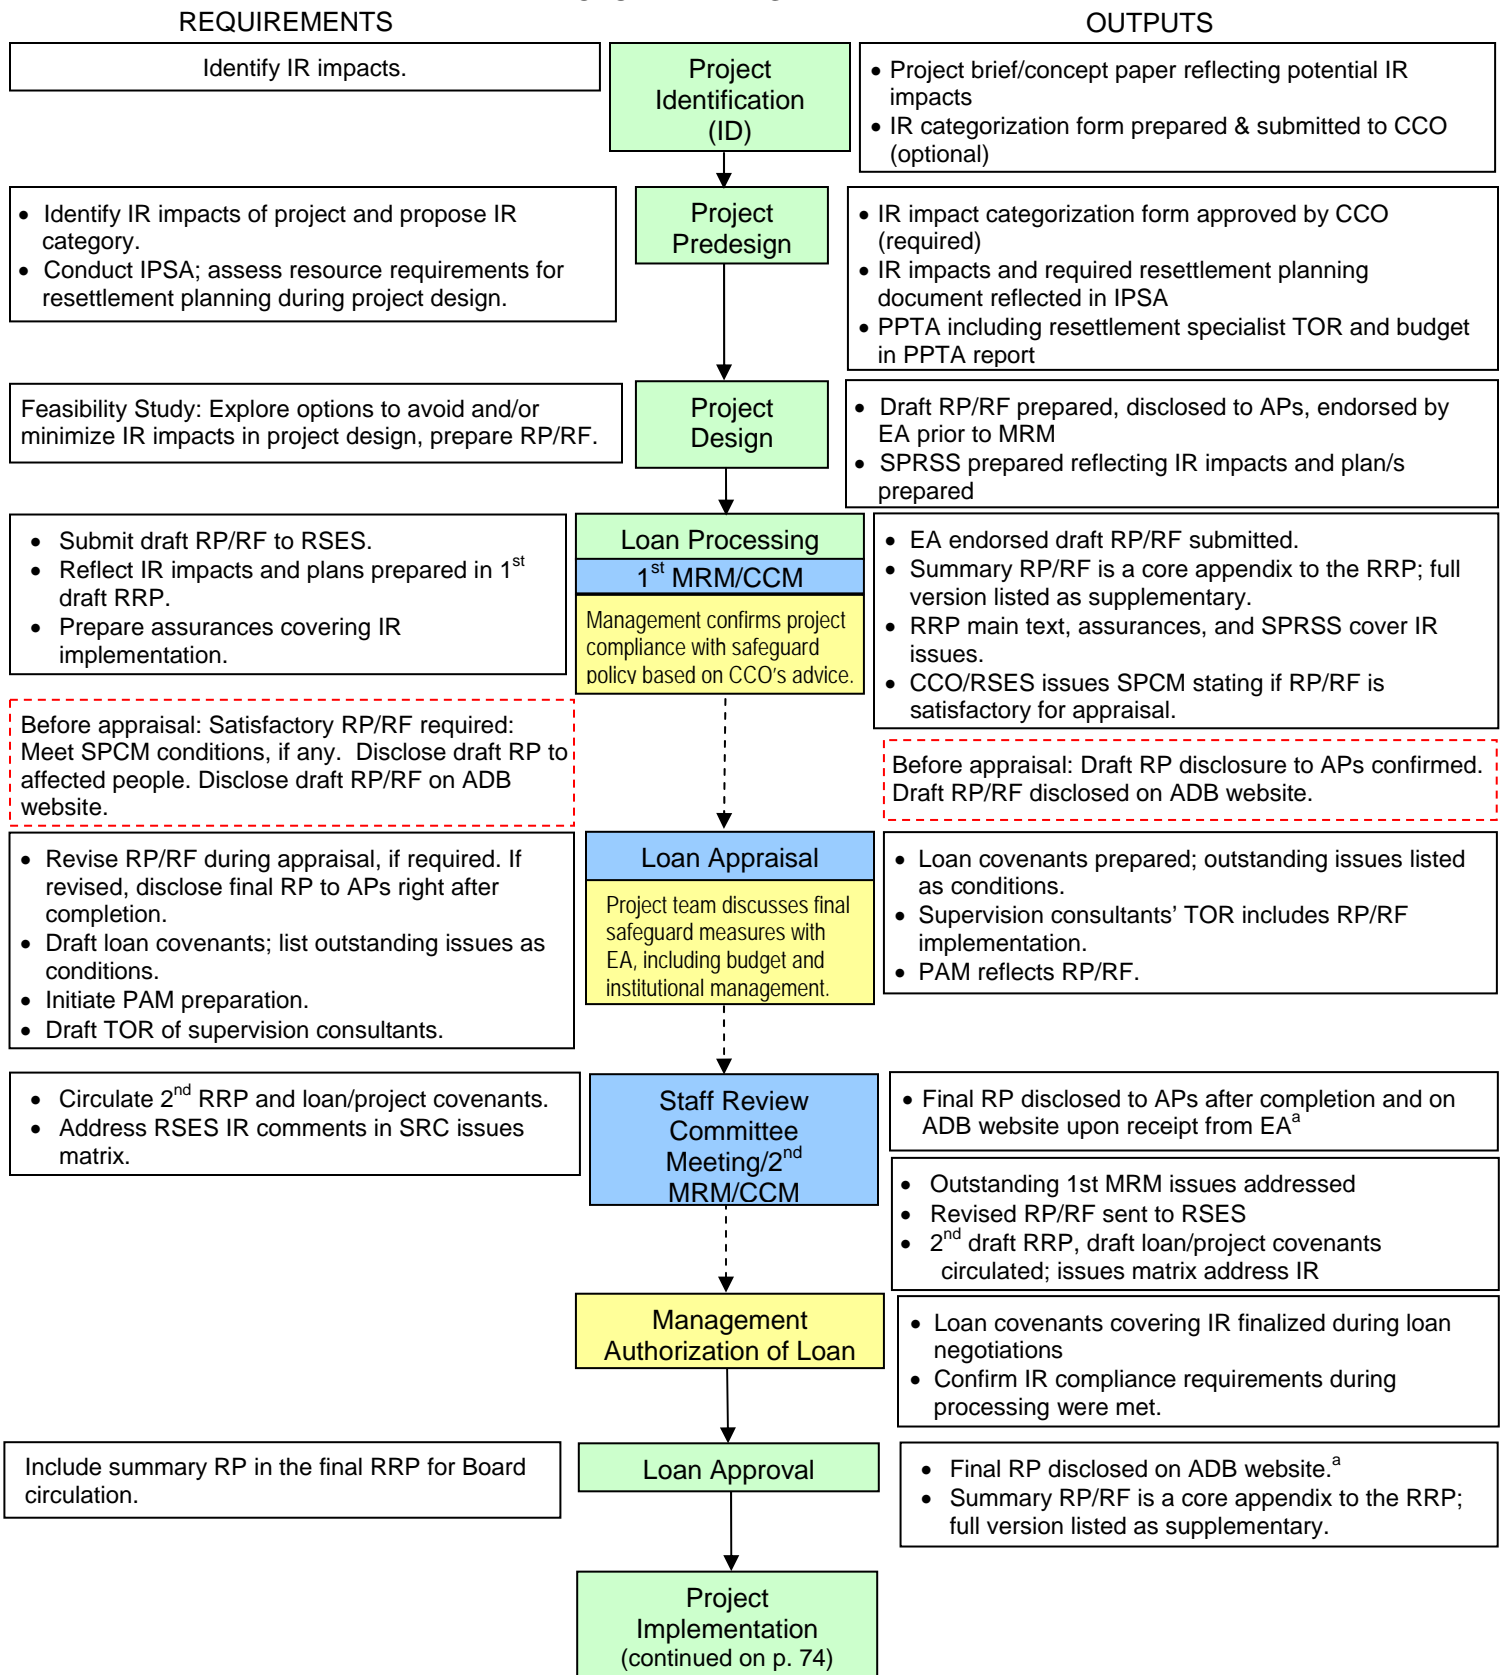 REQUIREMENTS
OUTPUTS
Identify IR impacts.
Project
Identification
(ID)
• Project brief/concept paper reflecting potential IR
impacts
• IR categorization form prepared & submitted to CCO
(optional)
• Identify IR impacts of project and propose IR
category.
• Conduct IPSA; assess resource requirements for
resettlement planning during project design.
Project
Predesign
• IR impact categorization form approved by CCO
(required)
• IR impacts and required resettlement planning
document reflected in IPSA
• PPTA including resettlement specialist TOR and budget
in PPTA report
Feasibility Study: Explore options to avoid and/or
minimize IR impacts in project design, prepare RP/RF.
Project
Design
• Draft RP/RF prepared, disclosed to APs, endorsed by
EA prior to MRM
• SPRSS prepared reflecting IR impacts and plan/s
prepared
• Submit draft RP/RF to RSES.
• Reflect IR impacts and plans prepared in 1st
draft RRP.
• Prepare assurances covering IR
implementation.
Loan Processing
1st MRM/CCM
Management confirms project
compliance with safeguard
policy based on CCO's advice.
• EA endorsed draft RP/RF submitted.
• Summary RP/RF is a core appendix to the RRP; full
version listed as supplementary.
• RRP main text, assurances, and SPRSS cover IR
issues.
• CCO/RSES issues SPCM stating if RP/RF is
satisfactory for appraisal.
Before appraisal: Satisfactory RP/RF required:
Meet SPCM conditions, if any.  Disclose draft RP to
affected people. Disclose draft RP/RF on ADB
website.
Before appraisal: Draft RP disclosure to APs confirmed.
Draft RP/RF disclosed on ADB website.
• Revise RP/RF during appraisal, if required. If
revised, disclose final RP to APs right after
completion.
• Draft loan covenants; list outstanding issues as
conditions.
• Initiate PAM preparation.
• Draft TOR of supervision consultants.
Loan Appraisal
Project team discusses final
safeguard measures with
EA, including budget and
institutional management.
• Loan covenants prepared; outstanding issues listed
as conditions.
• Supervision consultants' TOR includes RP/RF
implementation.
• PAM reflects RP/RF.
• Circulate 2nd RRP and loan/project covenants.
• Address RSES IR comments in SRC issues
matrix.
Staff Review
Committee
Meeting/2nd
MRM/CCM
• Final RP disclosed to APs after completion and on
ADB website upon receipt from EAa
• Outstanding 1st MRM issues addressed
• Revised RP/RF sent to RSES
• 2nd draft RRP, draft loan/project covenants
circulated; issues matrix address IR
Management
Authorization of Loan
• Loan covenants covering IR finalized during loan
negotiations
• Confirm IR compliance requirements during
processing were met.
Include summary RP in the final RRP for Board
circulation.
Loan Approval
• Final RP disclosed on ADB website.a
• Summary RP/RF is a core appendix to the RRP;
full version listed as supplementary.
Project
Implementation
(continued on p. 74)